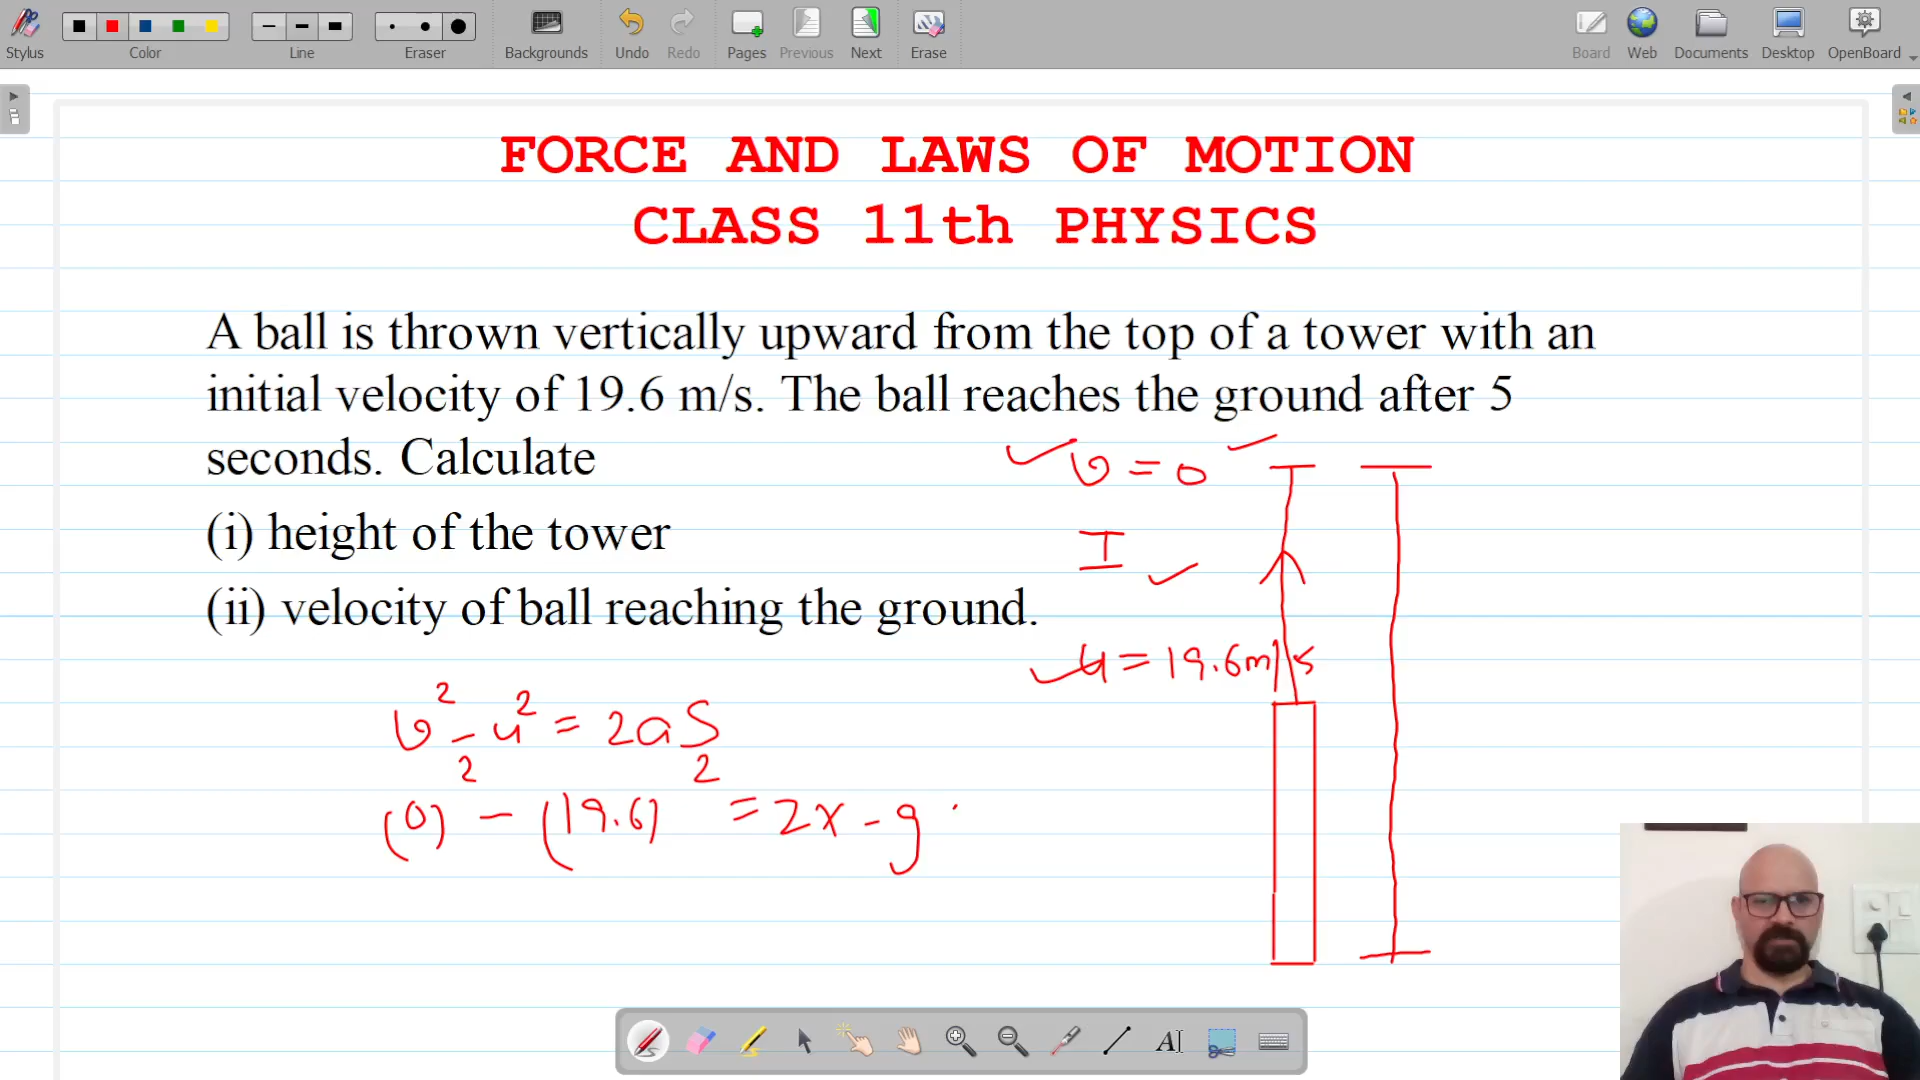 Stylus Color Line Eraser Backgrounds Undo Redo Pages Previous Next Erase Board Web Documents Desktop OpenBoard
FORCE AND LAWS OF MOTION
CLASS 11th PHYSICS
A ball is thrown vertically upward from the top of a tower with an
initial velocity of 19.6 m/s. The ball reaches the ground after 5
seconds. Calculate
v = 0
(i) height of the tower
I
(ii) velocity of ball reaching the ground.
u = 19.6m/s
v² - u² = 2aS
(0)² - (19.6)² = 2x - g